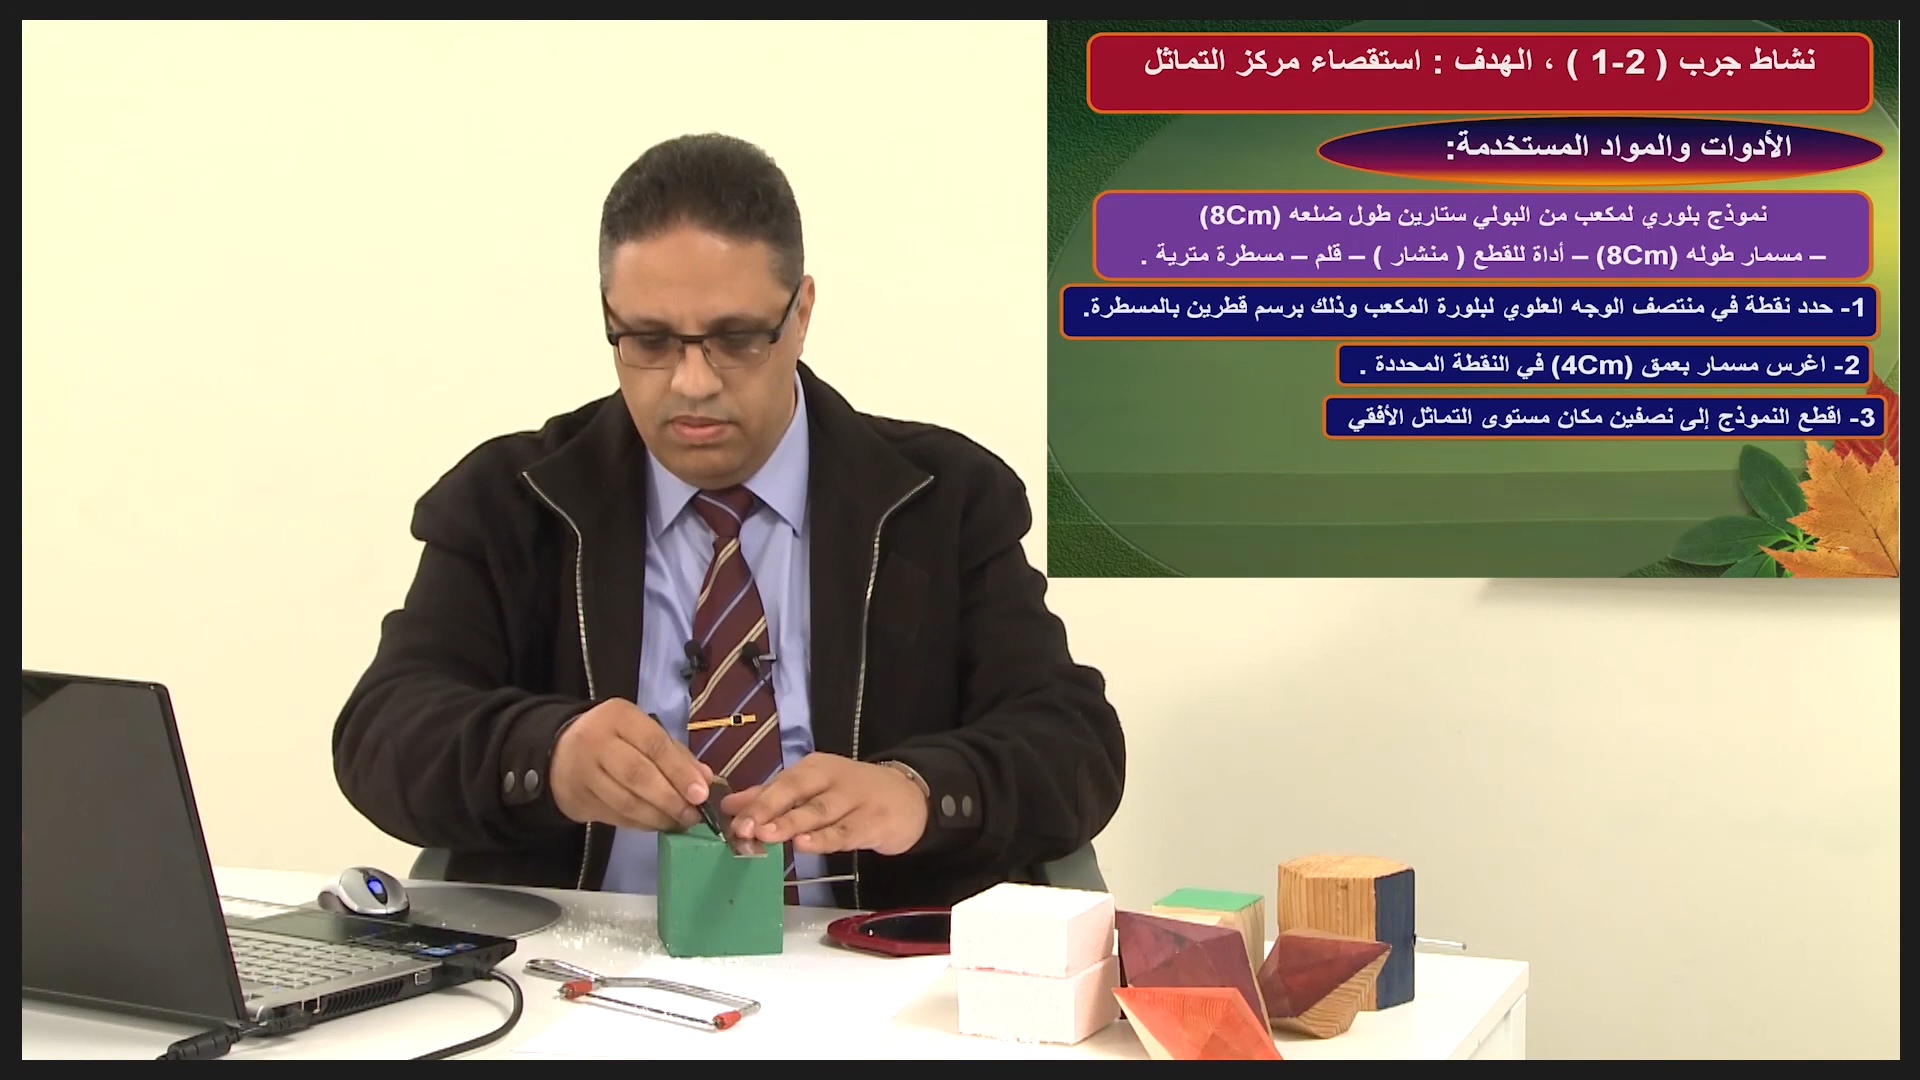 نشاط جرب ( 2-1 ) ، الهدف : استقصاء مركز التماثل
الأدوات والمواد المستخدمة:
نموذج بلوري لمكعب من البولي ستارين طول ضلعه (8Cm)
– مسمار طوله (8Cm) – أداة للقطع ( منشار ) – قلم – مسطرة مترية .
1- حدد نقطة في منتصف الوجه العلوي لبلورة المكعب وذلك برسم قطرين بالمسطرة.
2- اغرس مسمار بعمق (4Cm) في النقطة المحددة .
3- اقطع النموذج إلى نصفين مكان مستوى التماثل الأفقي